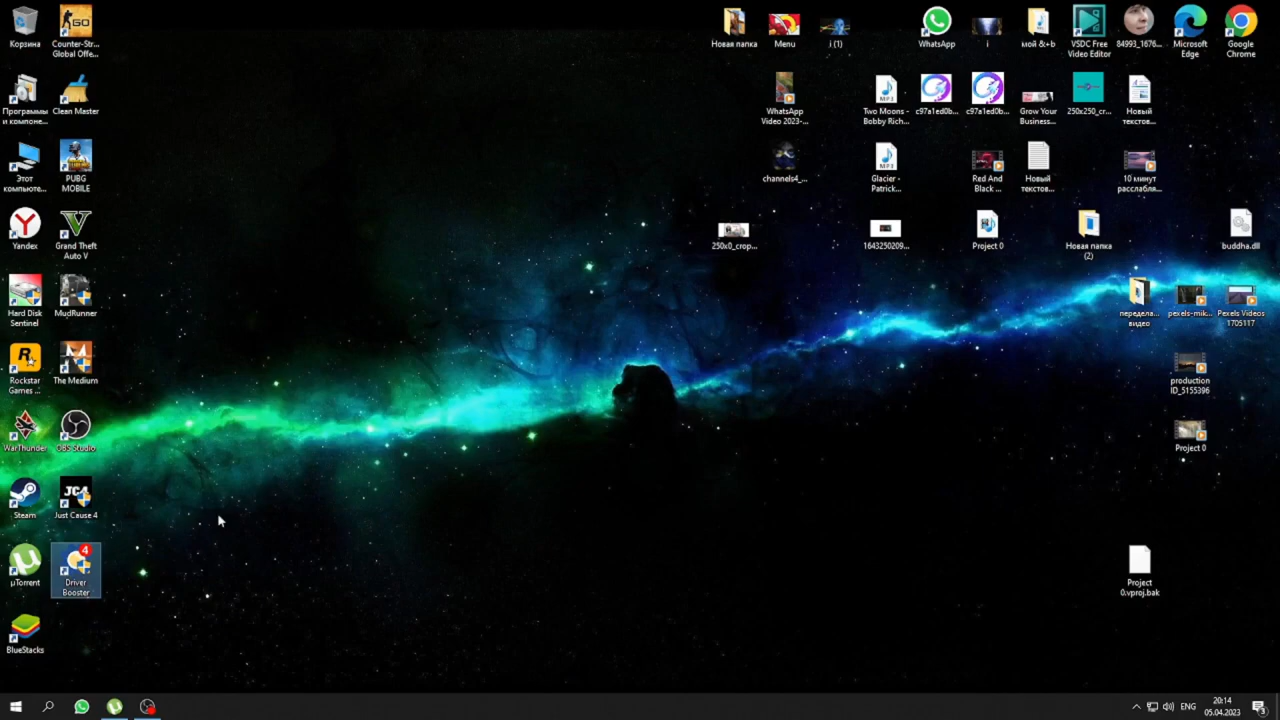 Корзина
Counter-Str...
Global Offe...
Новая папка
Menu
i (1)
WhatsApp
i
мой &+b
VSDC Free
Video Editor
84993_1676...
Microsoft
Edge
Google
Chrome
Программы
и компоне...
Clean Master
WhatsApp
Video 2023-...
Two Moons -
Bobby Rich...
c97a1ed0b...
c97a1ed0b...
Grow Your
Business...
250x250_cr...
Новый
текстов...
Этот
компьюте...
PUBG
MOBILE
channels4_...
Glacier -
Patrick...
Red And
Black ...
Новый
текстов...
10 минут
расслабля...
Yandex
Grand Theft
Auto V
250x0_crop...
1643250209...
Project 0
Новая папка
(2)
buddha.dll
Hard Disk
Sentinel
MudRunner
передела...
видео
pexels-mik...
Pexels Videos
1705117
Rockstar
Games ...
The Medium
production
ID_5155396
WarThunder
OBS Studio
Project 0
Steam
JC4
Just Cause 4
µTorrent
4
Driver
Booster
Project
0.vproj.bak
BlueStacks
ENG
20:14
05.04.2023
3